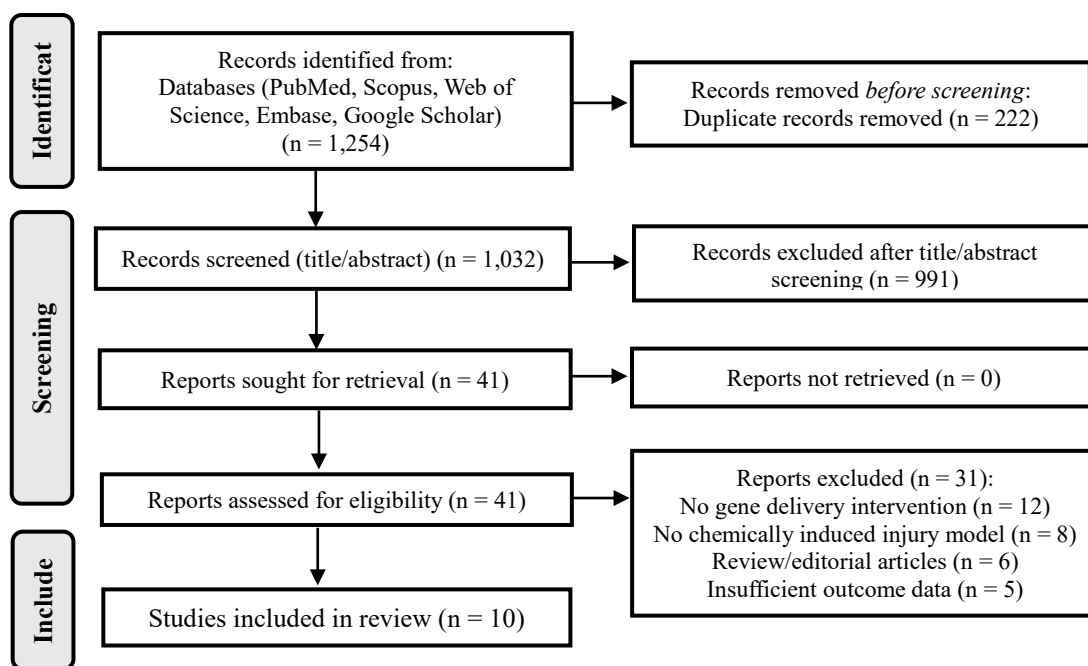 Identificat
Records identified from:
Databases (PubMed, Scopus, Web of
Science, Embase, Google Scholar)
(n = 1,254)
Records removed before screening:
Duplicate records removed (n = 222)
Screening
Records screened (title/abstract) (n = 1,032)
Records excluded after title/abstract
screening (n = 991)
Reports sought for retrieval (n = 41)
Reports not retrieved (n = 0)
Reports assessed for eligibility (n = 41)
Reports excluded (n = 31):
No gene delivery intervention (n = 12)
No chemically induced injury model (n = 8)
Review/editorial articles (n = 6)
Insufficient outcome data (n = 5)
Include
Studies included in review (n = 10)